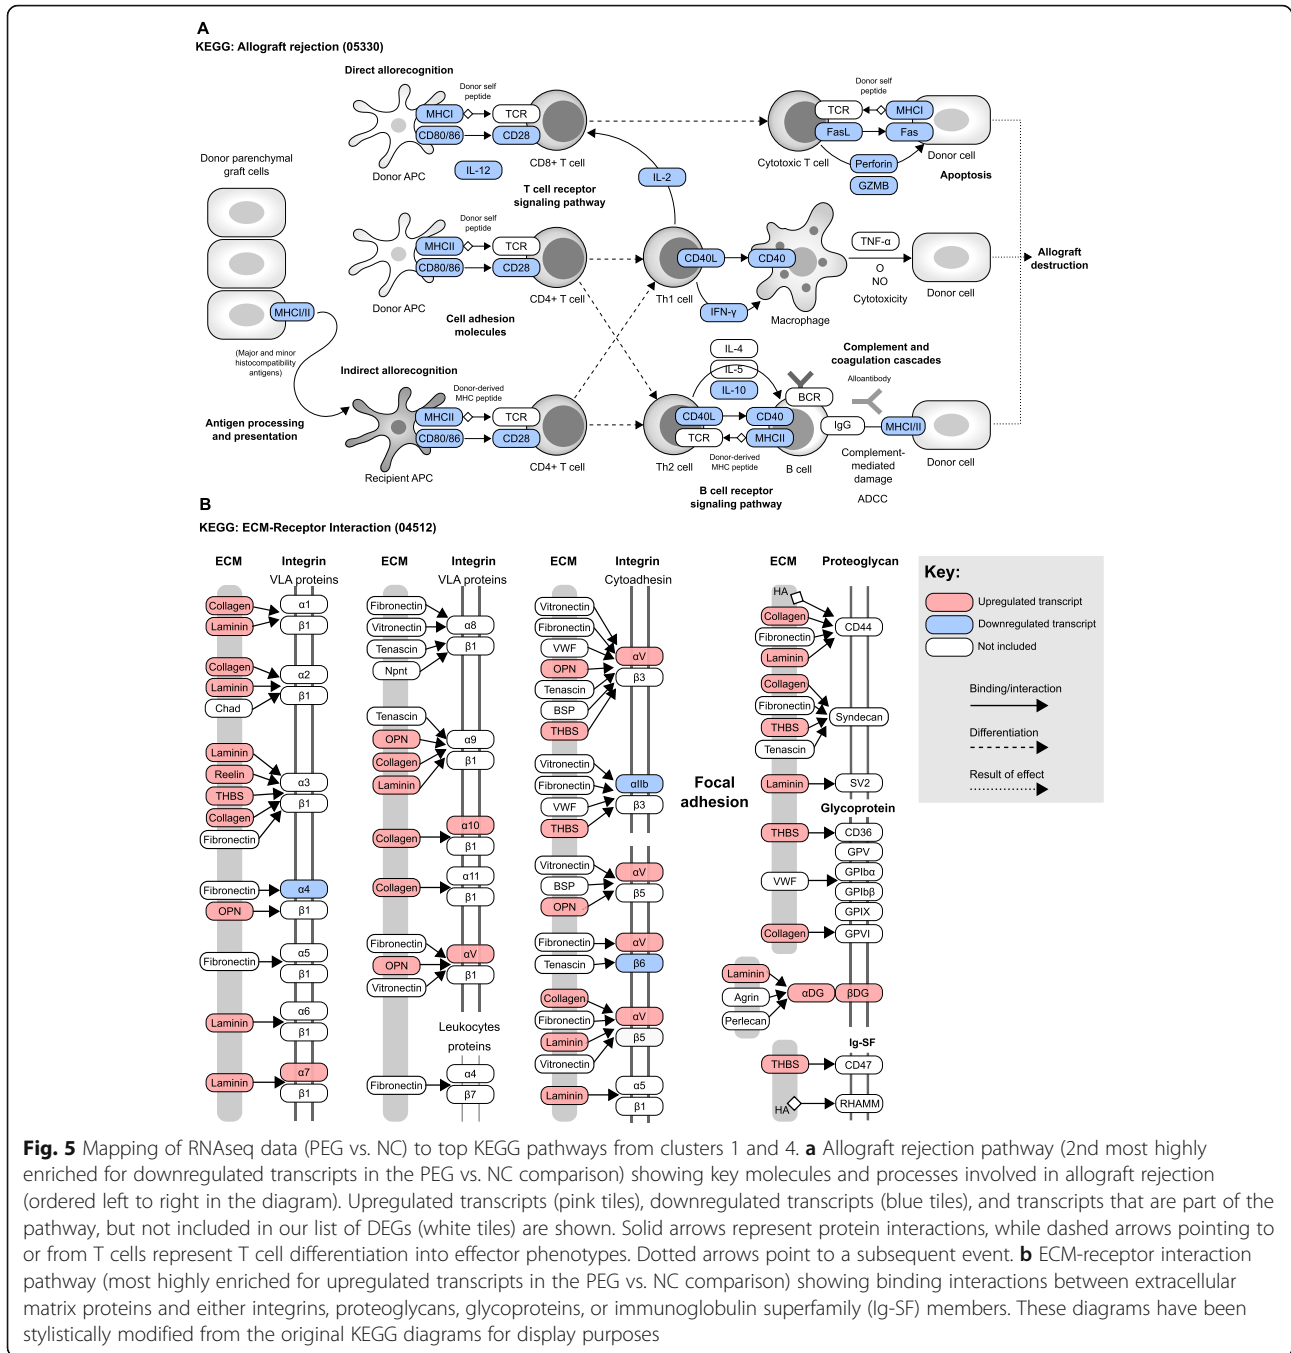 A
KEGG: Allograft rejection (05330)
Direct allorecognition
Donor self
peptide
MHCI
TCR
CD80/86
CD28
Donor APC
IL-12
CD8+ T cell
T cell receptor
signaling pathway
IL-2
Cytotoxic T cell
Donor self
peptide
TCR
MHCI
FasL
Fas
Perforin
GZMB
Donor cell
Apoptosis
Donor parenchymal
graft cells
MHCI/II
(Major and minor
histocompatibility
antigens)
Antigen processing
and presentation
Donor self
peptide
MHCII
TCR
CD80/86
CD28
Donor APC
CD4+ T cell
Cell adhesion
molecules
CD40L
CD40
Th1 cell
IFN-γ
Macrophage
TNF-α
O
NO
Cytotoxicity
Donor cell
Allograft
destruction
Indirect allorecognition
Donor-derived
MHC peptide
MHCII
TCR
CD80/86
CD28
Recipient APC
CD4+ T cell
IL-4
IL-5
IL-10
CD40L
CD40
TCR
MHCII
Th2 cell
Donor-derived
MHC peptide
B cell
B cell receptor
signaling pathway
BCR
Complement and
coagulation cascades
Alloantibody
IgG
MHCI/II
Complement-
mediated
damage
ADCC
Donor cell
B
KEGG: ECM-Receptor Interaction (04512)
ECM
Integrin
VLA proteins
Collagen
α1
Laminin
β1
Collagen
α2
Laminin
β1
Chad
Laminin
Reelin
α3
THBS
β1
Collagen
Fibronectin
Fibronectin
α4
OPN
β1
α5
Fibronectin
β1
α6
Laminin
β1
α7
Laminin
β1
ECM
Integrin
VLA proteins
Fibronectin
Vitronectin
α8
Tenascin
β1
Npnt
Tenascin
OPN
α9
Collagen
β1
Laminin
α10
Collagen
β1
α11
Collagen
β1
Fibronectin
αV
OPN
β1
Vitronectin
Leukocytes
proteins
α4
Fibronectin
β7
ECM
Integrin
Cytoadhesin
Vitronectin
Fibronectin
VWF
αV
OPN
β3
Tenascin
BSP
THBS
Vitronectin
Fibronectin
αIIb
VWF
β3
THBS
Vitronectin
αV
BSP
β5
OPN
Fibronectin
αV
Tenascin
β6
Collagen
Fibronectin
αV
Laminin
β5
Vitronectin
α5
Laminin
β1
Focal
adhesion
ECM
Proteoglycan
HA
Collagen
CD44
Fibronectin
Laminin
Collagen
Fibronectin
Syndecan
THBS
Tenascin
Laminin
SV2
Glycoprotein
THBS
CD36
GPV
GPIbα
VWF
GPIbβ
GPIX
Collagen
GPVI
Laminin
Agrin
αDG
βDG
Perlecan
Ig-SF
THBS
CD47
HA
RHAMM
Key:
Upregulated transcript
Downregulated transcript
Not included
Binding/interaction
Differentiation
Result of effect
Fig. 5 Mapping of RNAseq data (PEG vs. NC) to top KEGG pathways from clusters 1 and 4. a Allograft rejection pathway (2nd most highly
enriched for downregulated transcripts in the PEG vs. NC comparison) showing key molecules and processes involved in allograft rejection
(ordered left to right in the diagram). Upregulated transcripts (pink tiles), downregulated transcripts (blue tiles), and transcripts that are part of the
pathway, but not included in our list of DEGs (white tiles) are shown. Solid arrows represent protein interactions, while dashed arrows pointing to
or from T cells represent T cell differentiation into effector phenotypes. Dotted arrows point to a subsequent event. b ECM-receptor interaction
pathway (most highly enriched for upregulated transcripts in the PEG vs. NC comparison) showing binding interactions between extracellular
matrix proteins and either integrins, proteoglycans, glycoproteins, or immunoglobulin superfamily (Ig-SF) members. These diagrams have been
stylistically modified from the original KEGG diagrams for display purposes